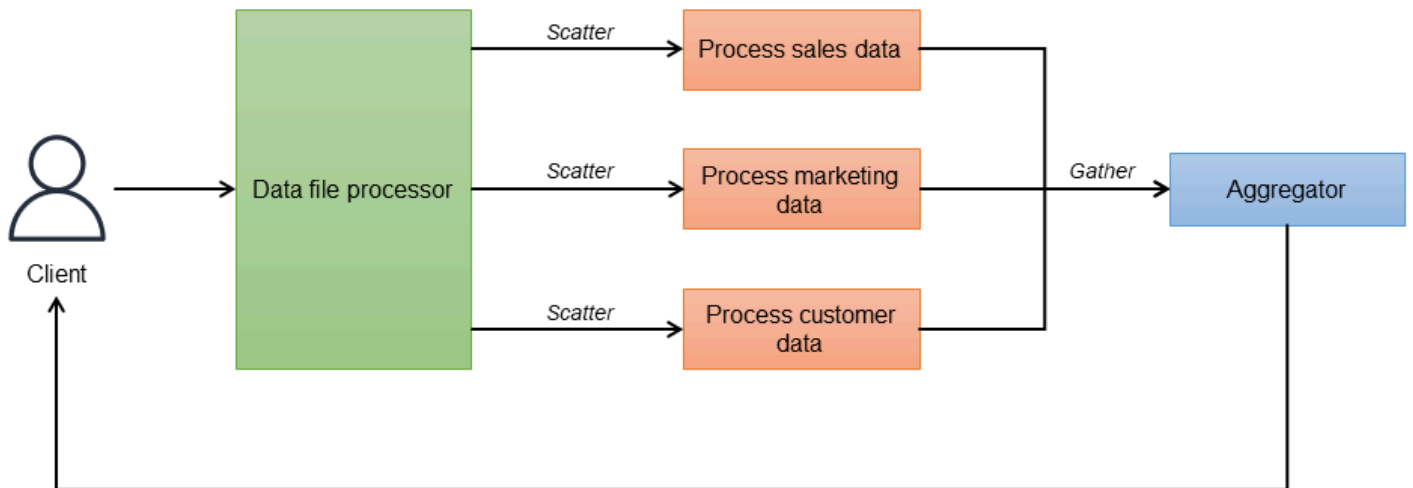 Scatter
Process sales data
Client
Data file processor
Scatter
Process marketing
data
Gather
Aggregator
Scatter
Process customer
data